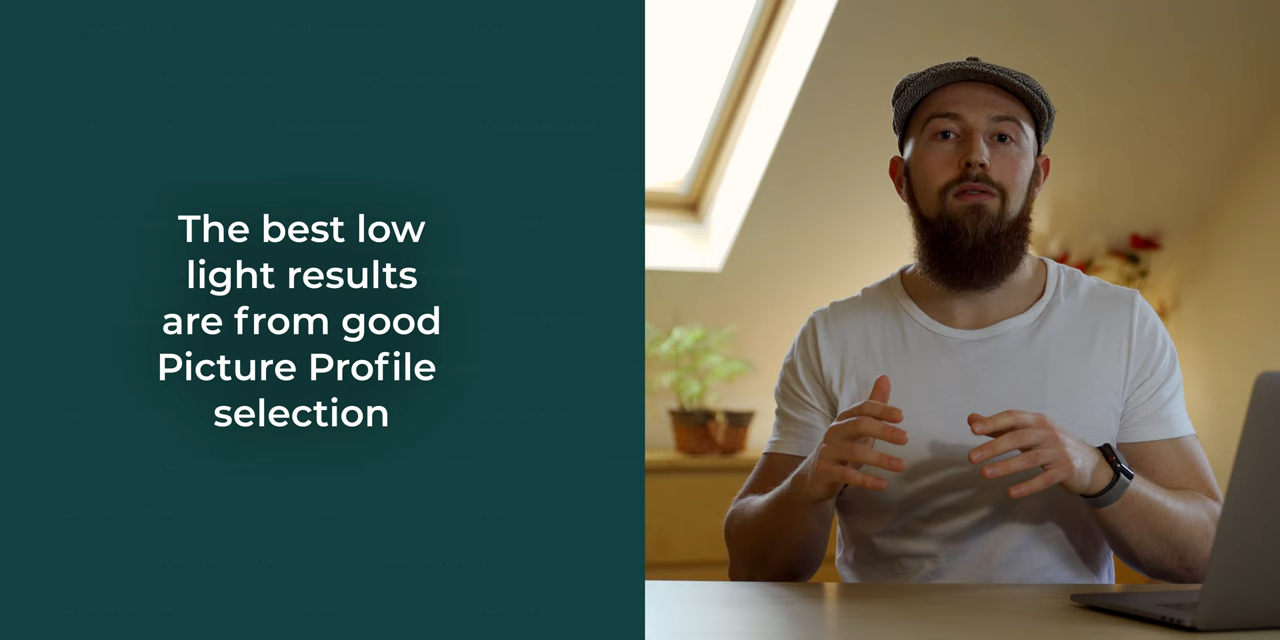 The best low
light results
are from good
Picture Profile
selection